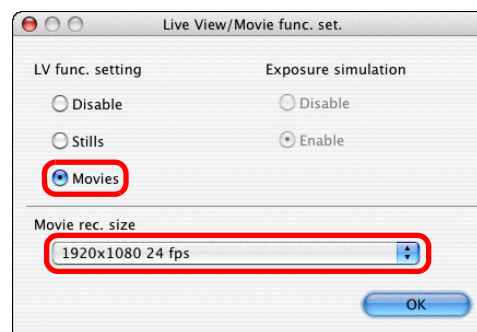 Live View/Movie func. set.
LV func. setting
Disable
Stills
Movies
Exposure simulation
Disable
Enable
Movie rec. size
1920x1080 24 fps
OK